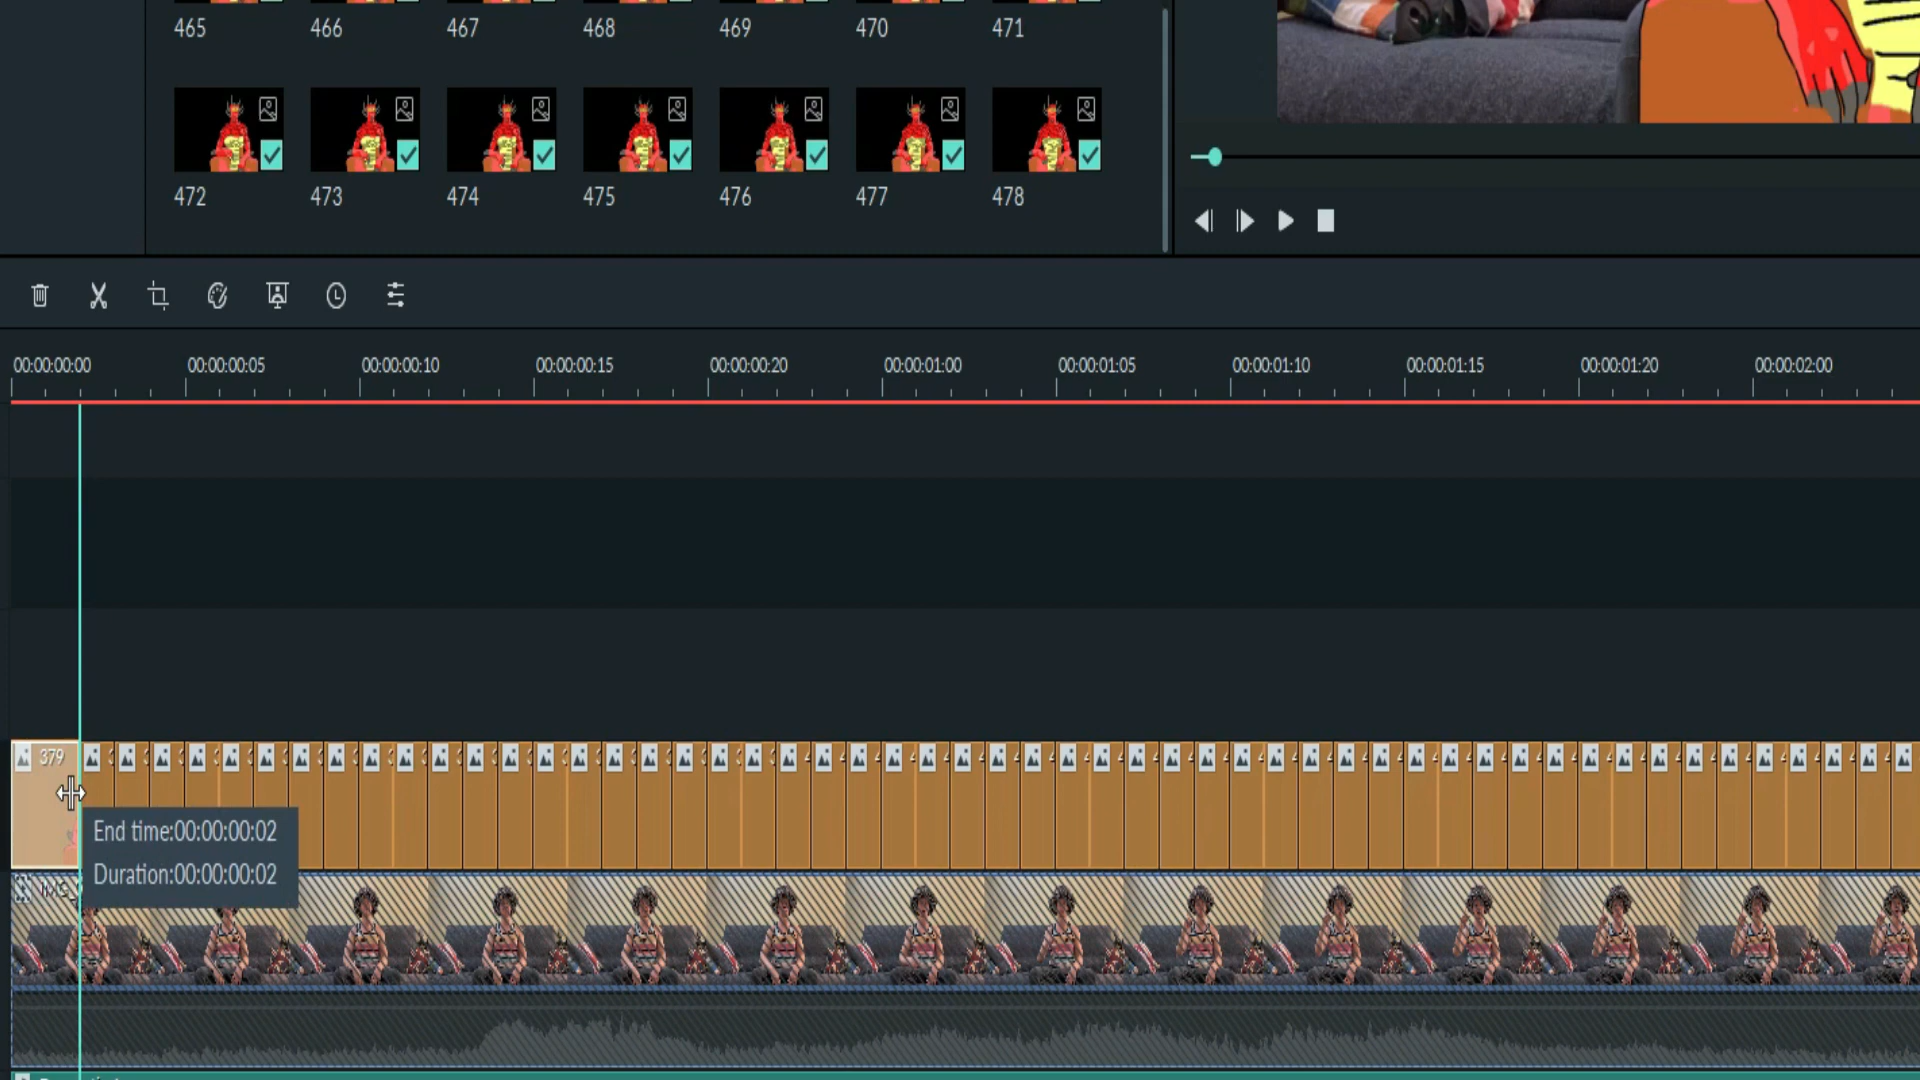 465 466 467 468 469 470 471
472 473 474 475 476 477 478
00:00:00:00 00:00:00:05 00:00:00:10 00:00:00:15 00:00:00:20 00:00:01:00 00:00:01:05 00:00:01:10 00:00:01:15 00:00:01:20 00:00:02:00
379
End time:00:00:00:02
Duration:00:00:00:02